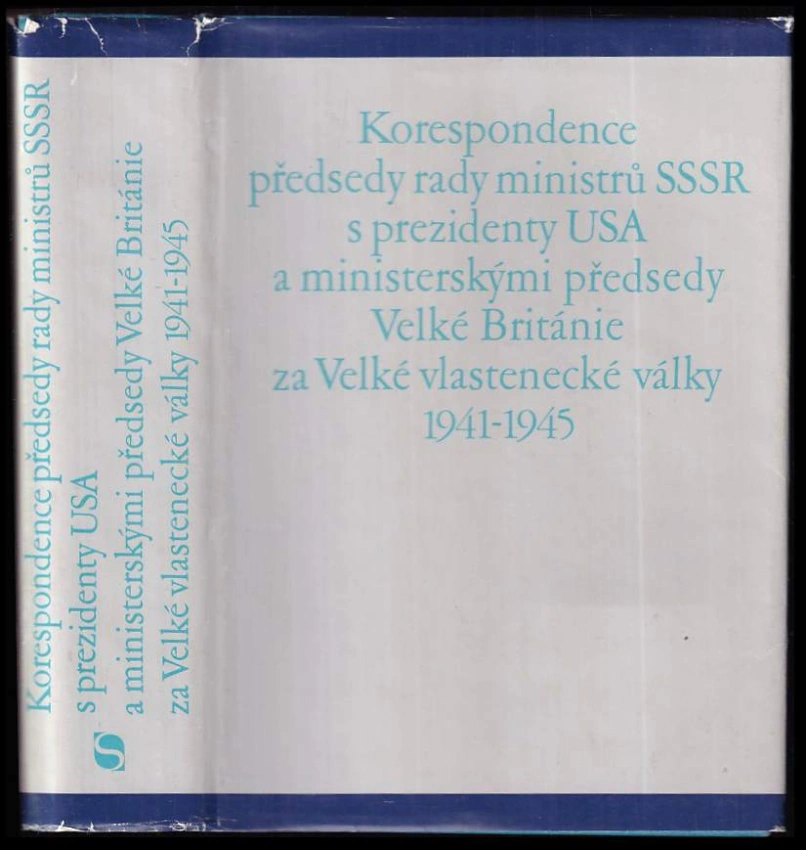 Korespondence předsedy rady ministrů SSSR
s prezidenty USA
a ministerskými předsedy Velké Británie
za Velké vlastenecké války 1941-1945
S
Korespondence
předsedy rady ministrů SSSR
s prezidenty USA
a ministerskými předsedy
Velké Británie
za Velké vlastenecké války
1941-1945